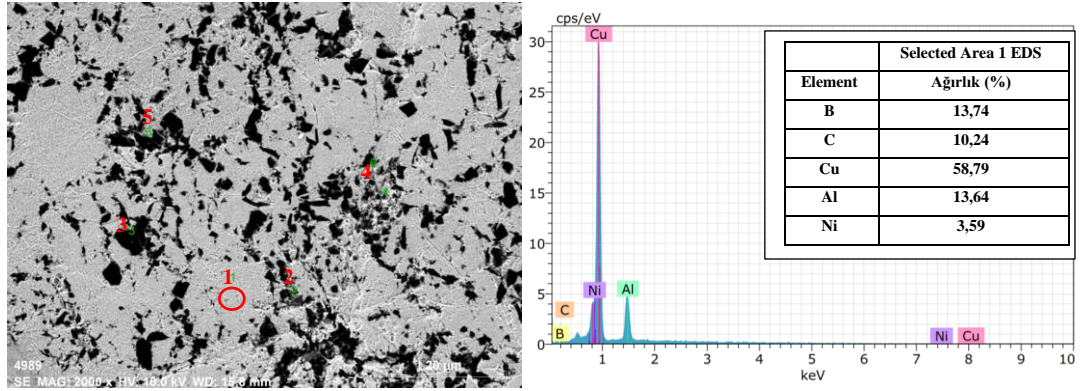 5
4
3
1
2
4989
SE MAG: 2000 x HV: 10.0 kV WD: 15.8 mm
cps/eV
30
25
20
15
10
5
0
Cu
Ni
Al
C
B
Ni
Cu
1
2
3
4
5
6
7
8
9
10
keV
Selected Area 1 EDS
Element Ağırlık (%)
B 13,74
C 10,24
Cu 58,79
Al 13,64
Ni 3,59